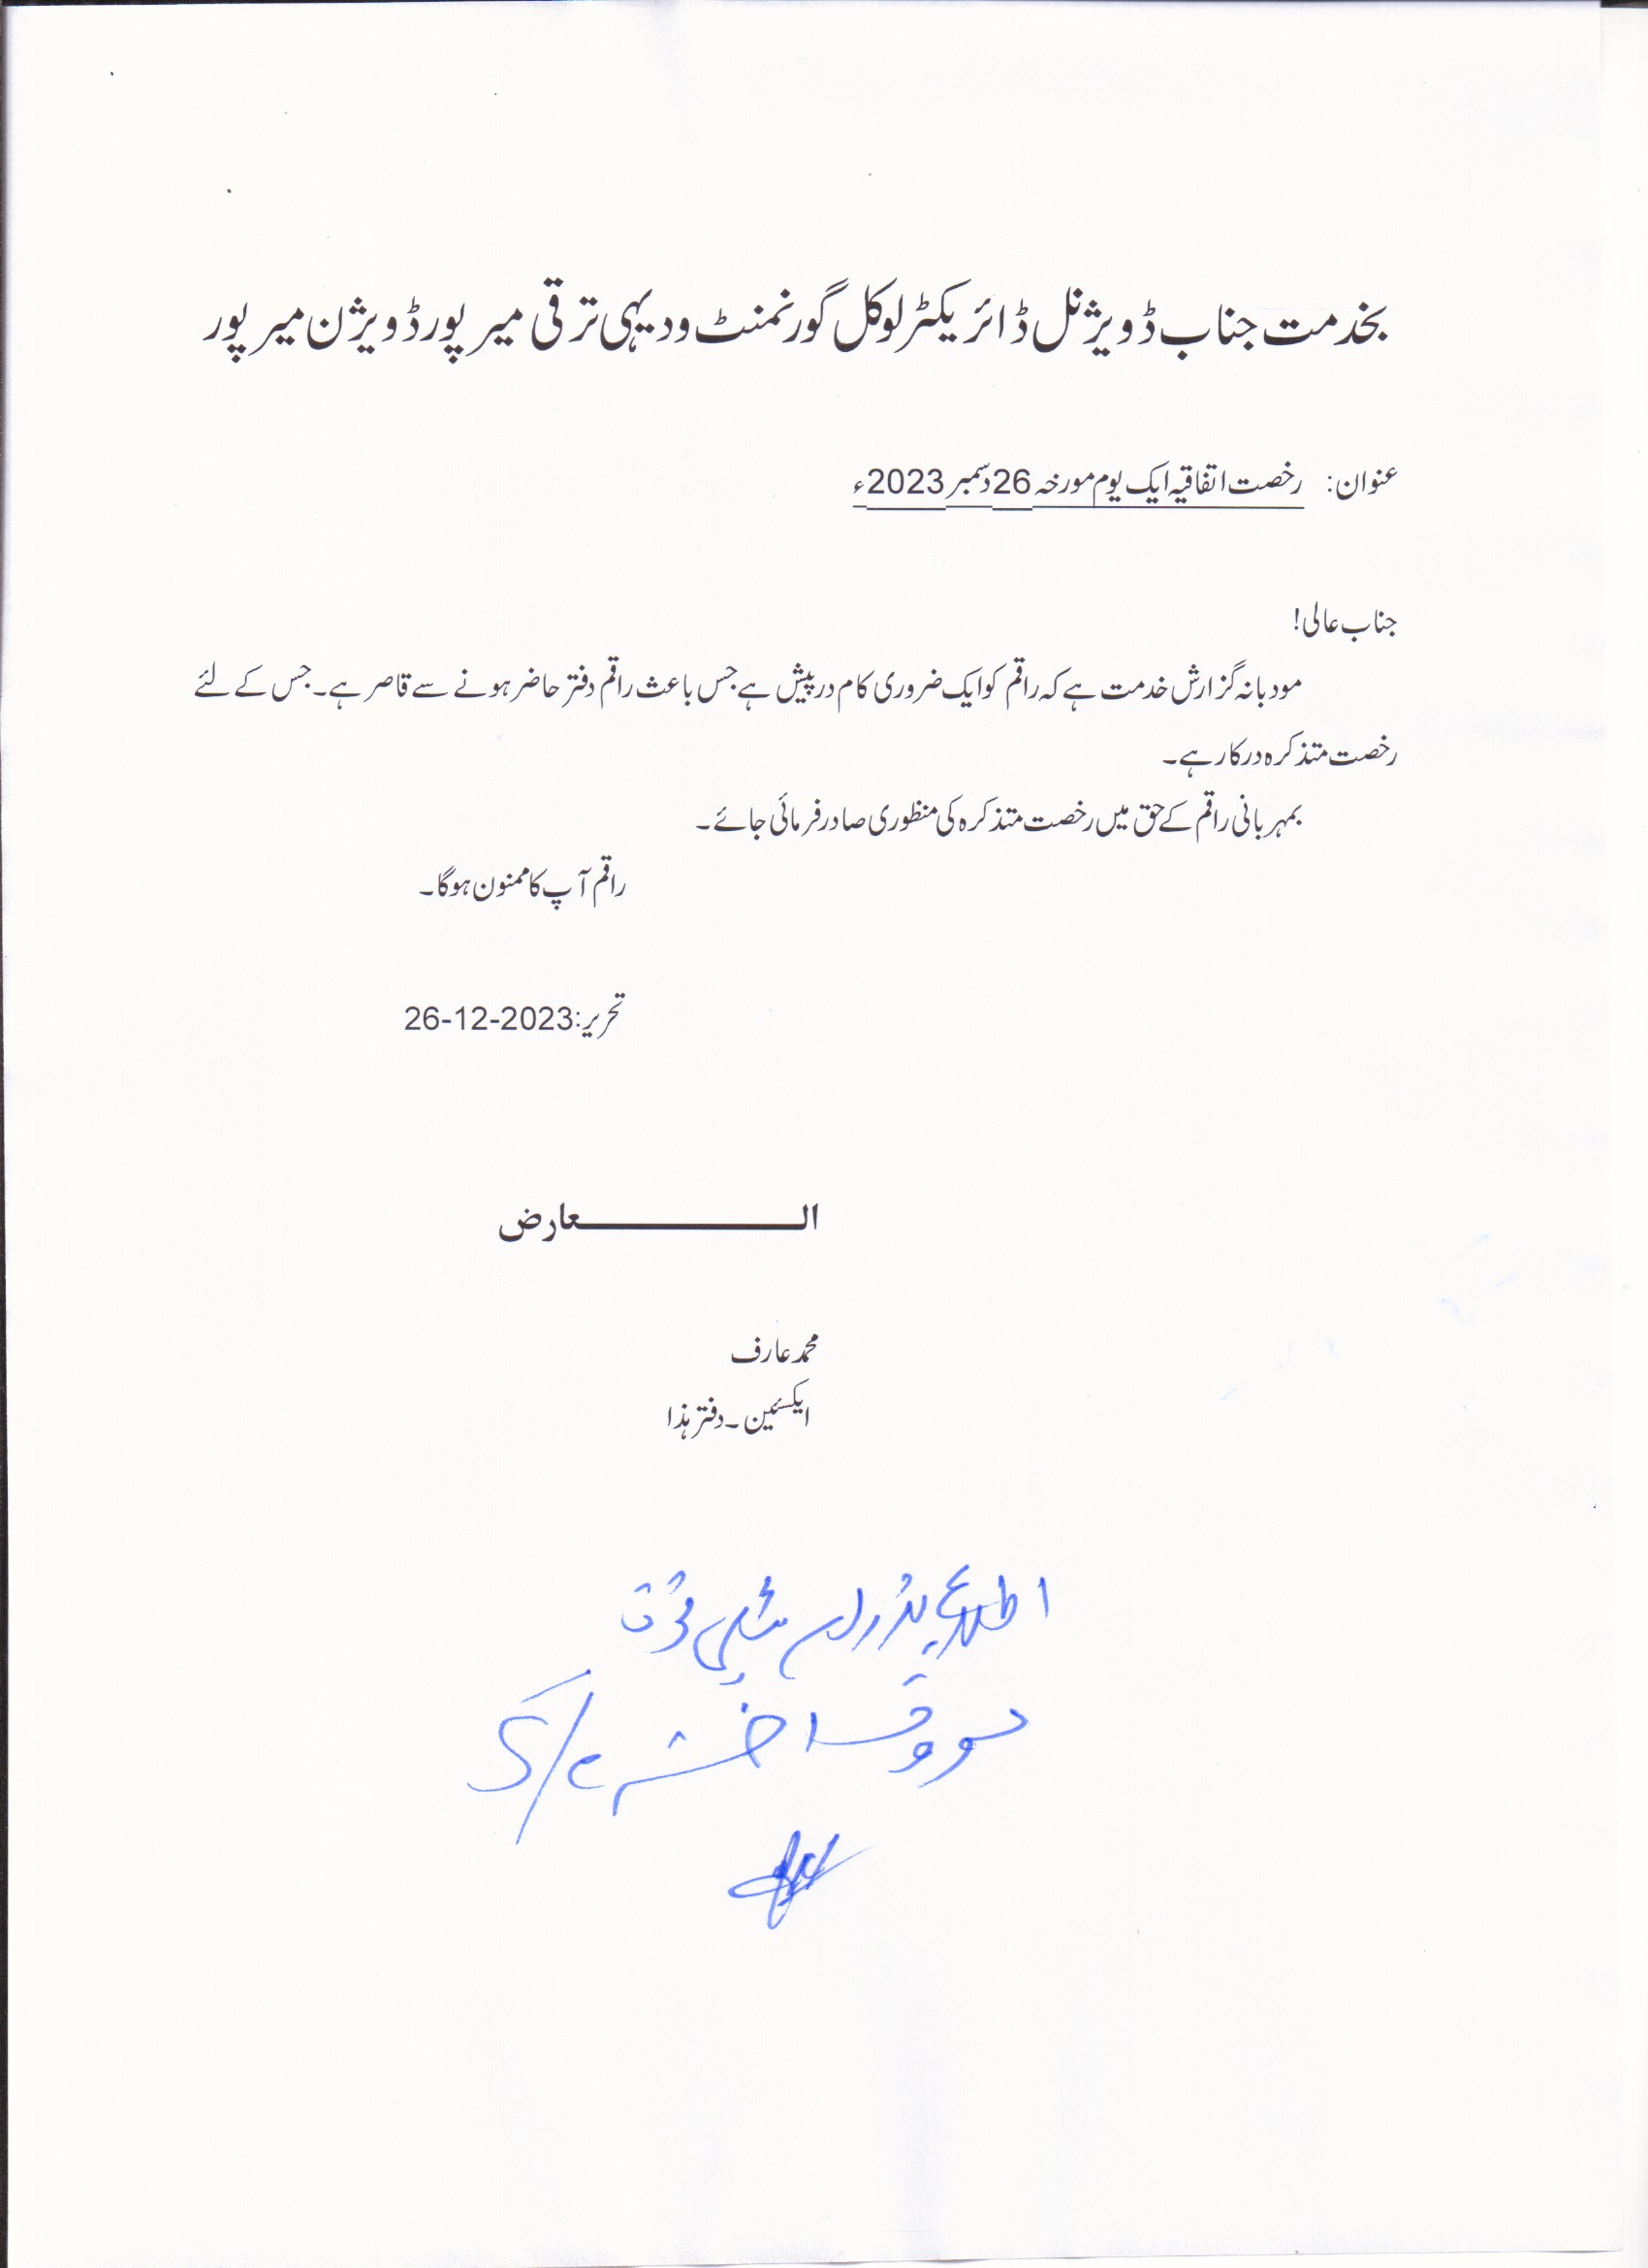 بخدمت جناب ڈویژنل ڈائریکٹر لوکل گورنمنٹ ودیہی ترقی میرپور ڈویژن میرپور
عنوان: رخصت اتفاقیہ ایک یوم مورخہ 26 دسمبر 2023ء
جناب عالی!
مودبانہ گزارش خدمت ہے کہ راقم کو ایک ضروری کام درپیش ہے جس باعث راقم دفتر حاضر ہونے سے قاصر ہے۔ جس کے لئے
رخصت متذکرہ درکار ہے۔
بمہربانی راقم کے حق میں رخصت متذکرہ کی منظوری صادر فرمائی جائے۔
راقم آپ کا ممنون ہوگا۔
تحریر: 26-12-2023
العارض
محمد عارف
ایکسئین۔ دفتر ہذا
اطلاع بذریعہ